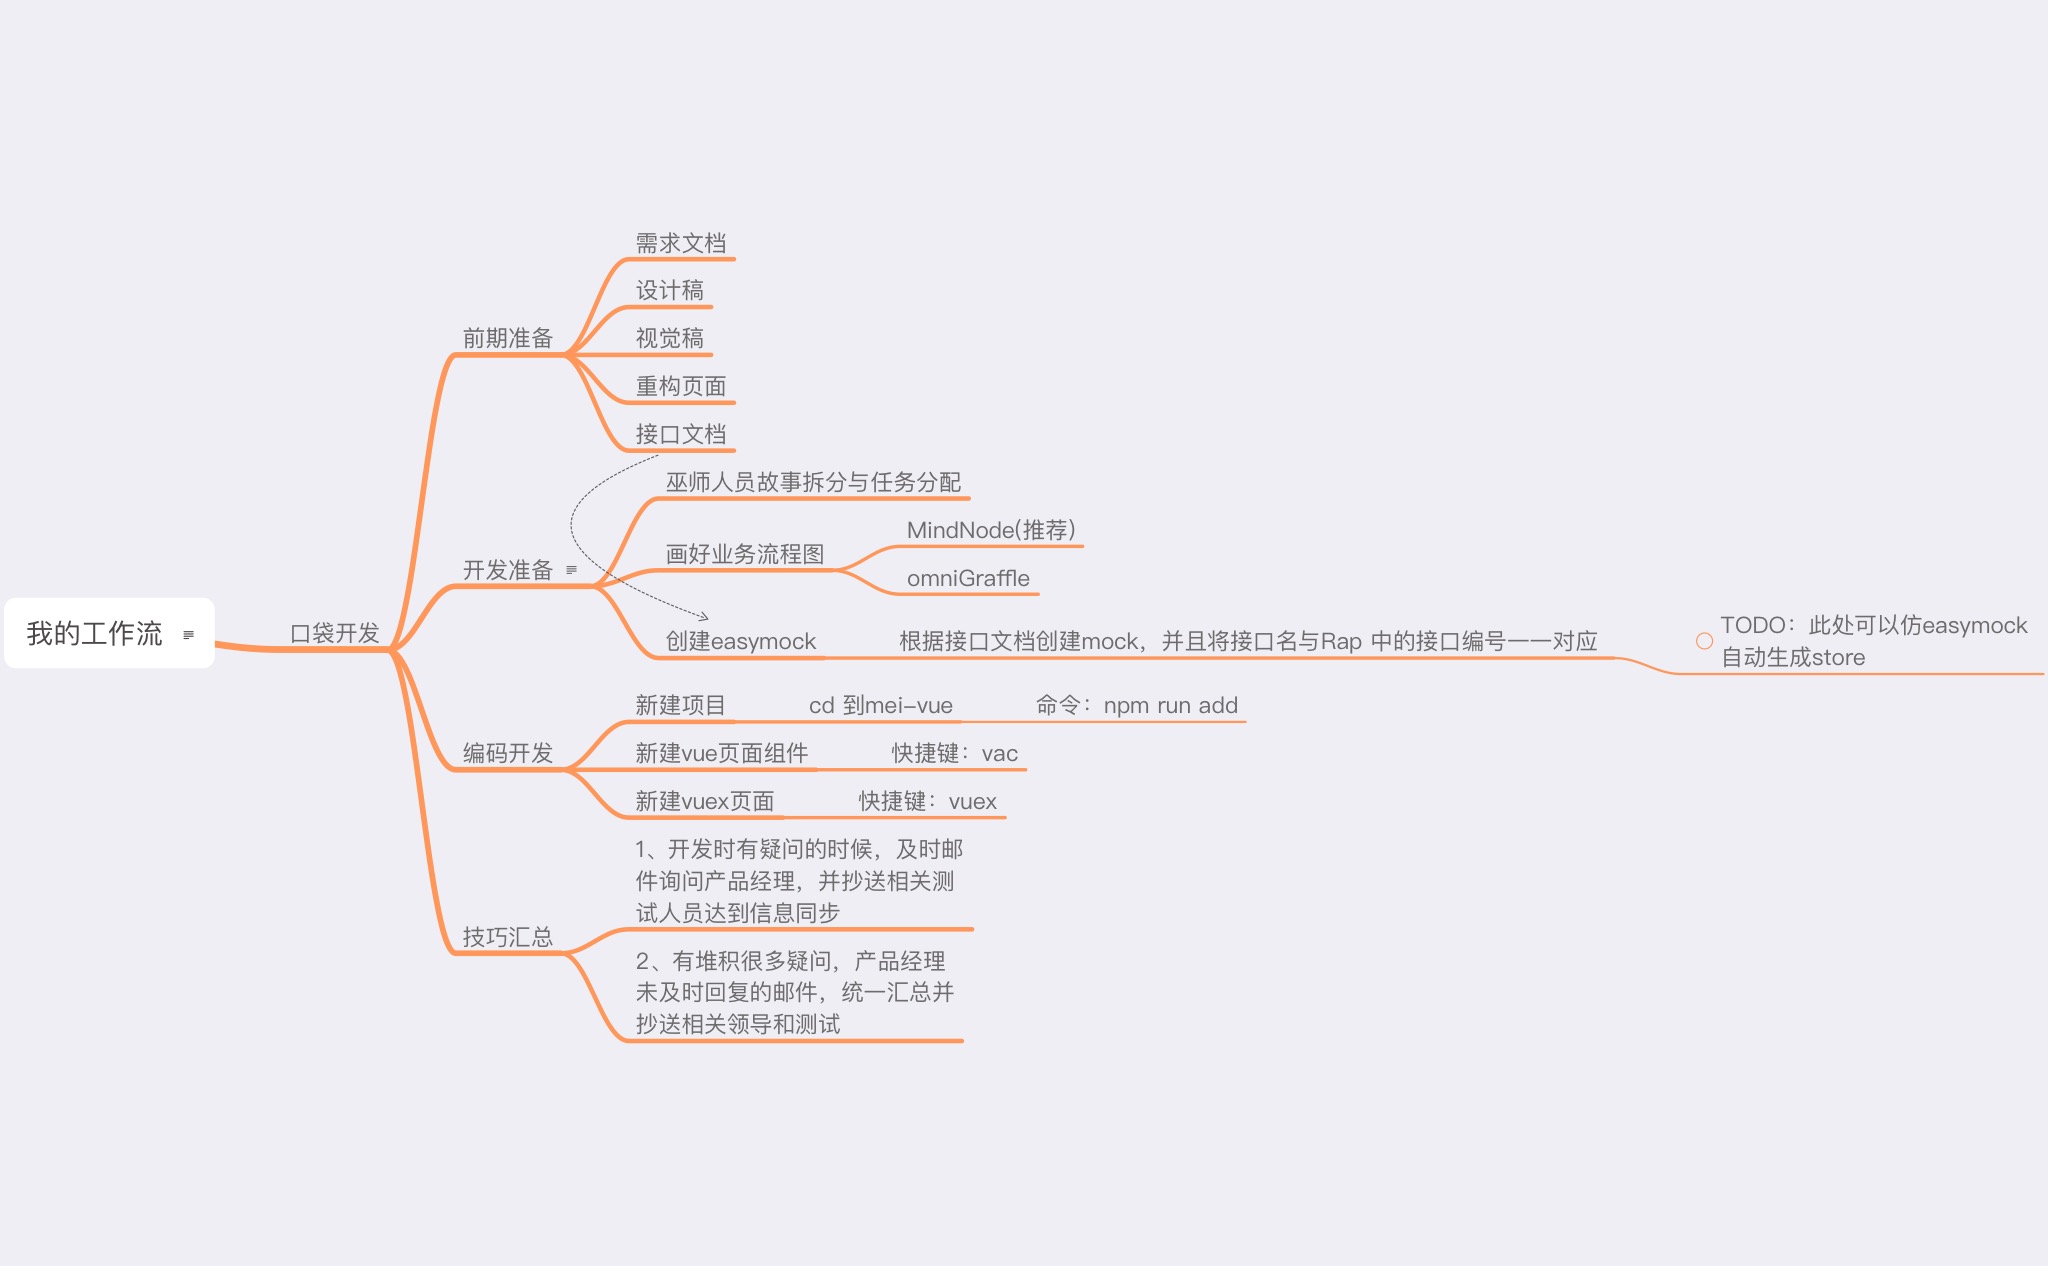 我的工作流
口袋开发
前期准备
需求文档
设计稿
视觉稿
重构页面
接口文档
开发准备
巫师人员故事拆分与任务分配
画好业务流程图
MindNode(推荐)
omniGraffle
创建easymock
根据接口文档创建mock，并且将接口名与Rap 中的接口编号一一对应
TODO：此处可以仿easymock
自动生成store
编码开发
新建项目
cd 到mei-vue
命令：npm run add
新建vue页面组件
快捷键：vac
新建vuex页面
快捷键：vuex
技巧汇总
1、开发时有疑问的时候，及时邮
件询问产品经理，并抄送相关测
试人员达到信息同步
2、有堆积很多疑问，产品经理
未及时回复的邮件，统一汇总并
抄送相关领导和测试